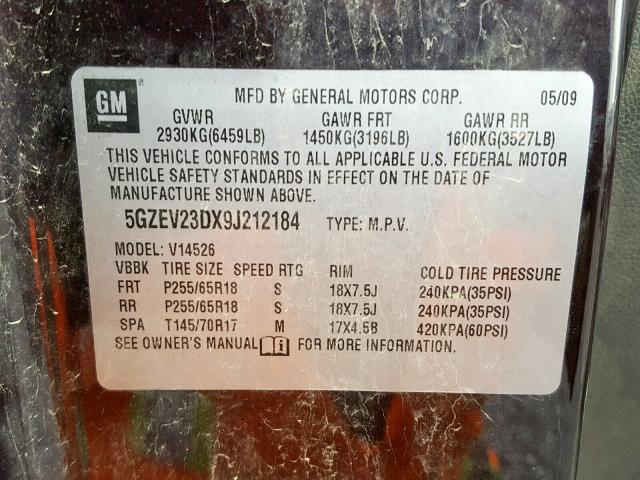 GM
MFD BY GENERAL MOTORS CORP. 05/09
GVWR GAWR FRT GAWR RR
2930KG(6459LB) 1450KG(3196LB) 1600KG(3527LB)
THIS VEHICLE CONFORMS TO ALL APPLICABLE U.S. FEDERAL MOTOR
VEHICLE SAFETY STANDARDS IN EFFECT ON THE DATE OF
MANUFACTURE SHOWN ABOVE.
5GZEV23DX9J212184 TYPE: M.P.V.
MODEL: V14526
VBBK TIRE SIZE SPEED RTG RIM COLD TIRE PRESSURE
FRT P255/65R18 S 18X7.5J 240KPA(35PSI)
RR P255/65R18 S 18X7.5J 240KPA(35PSI)
SPA T145/70R17 M 17X4.5B 420KPA(60PSI)
SEE OWNER'S MANUAL FOR MORE INFORMATION.